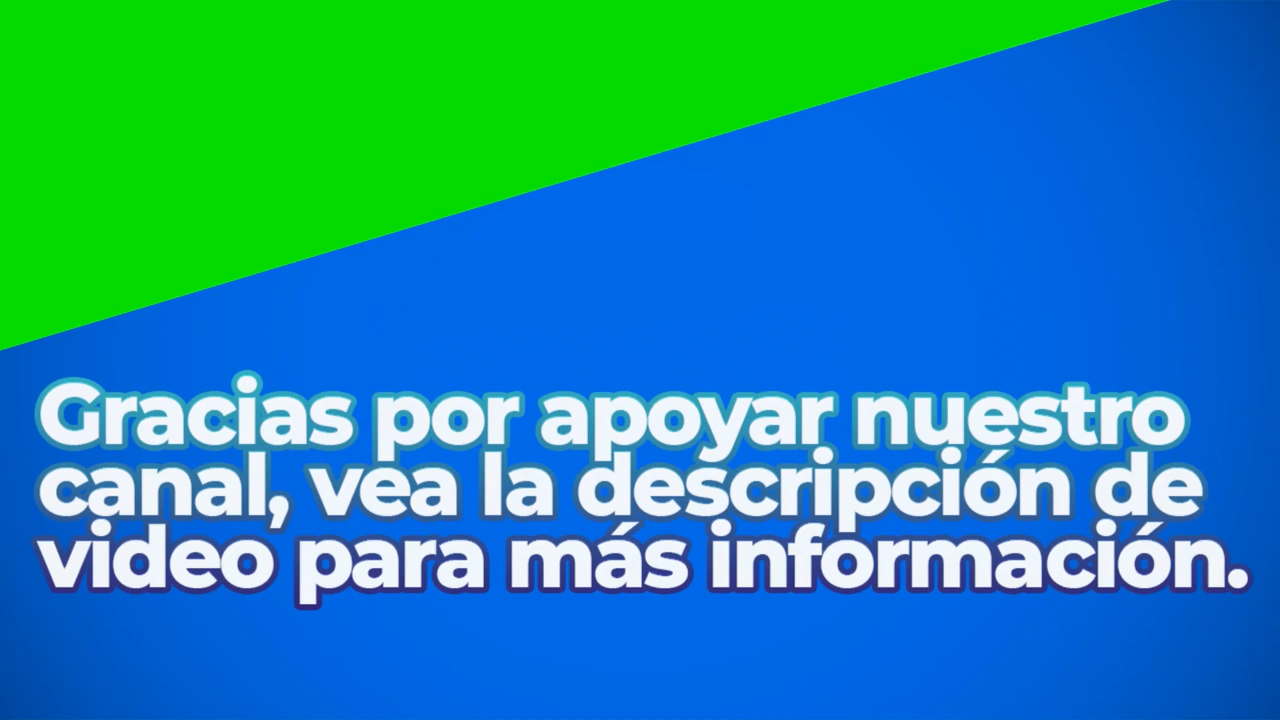 Gracias por apoyar nuestro
canal, vea la descripción de
video para más información.